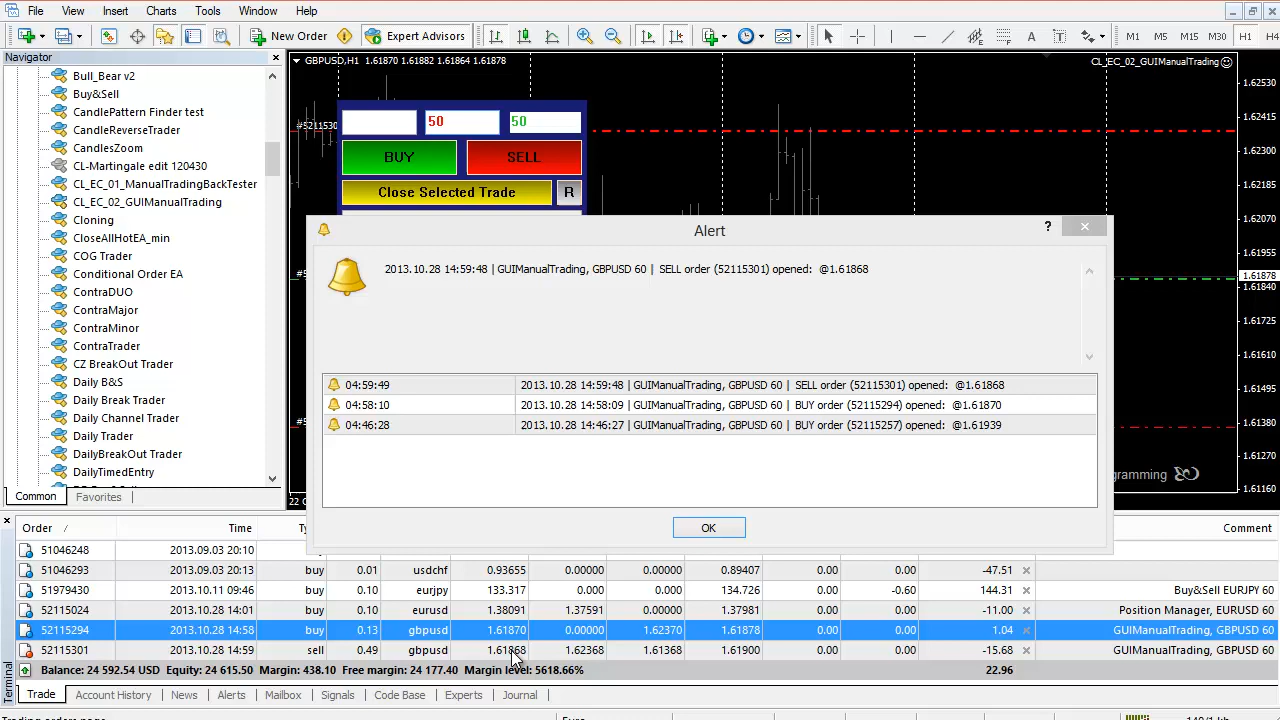 File View Insert Charts Tools Window Help
New Order Expert Advisors A T M1 M5 M15 M30 H1 H4
Navigator
Bull_Bear v2
Buy&Sell
CandlePattern Finder test
CandleReverseTrader
CandlesZoom
CL-Martingale edit 120430
CL_EC_01_ManualTradingBackTester
CL_EC_02_GUIManualTrading
Cloning
CloseAllHotEA_min
COG Trader
Conditional Order EA
ContraDUO
ContraMajor
ContraMinor
ContraTrader
CZ BreakOut Trader
Daily B&S
Daily Break Trader
Daily Channel Trader
Daily Trader
DailyBreakOut Trader
DailyTimedEntry
Common Favorites
GBPUSD,H1 1.61870 1.61882 1.61864 1.61878
CL_EC_02_GUIManualTrading
#52115301
50 50
BUY SELL
Close Selected Trade R
1.62530
1.62415
1.62300
1.62185
1.62070
1.61955
1.61878
1.61840
1.61725
1.61610
1.61495
1.61380
1.61270
1.61160
Alert
?
2013.10.28 14:59:48 | GUIManualTrading, GBPUSD 60 | SELL order (52115301) opened: @1.61868
04:59:49 2013.10.28 14:59:48 | GUIManualTrading, GBPUSD 60 | SELL order (52115301) opened: @1.61868
04:58:10 2013.10.28 14:58:09 | GUIManualTrading, GBPUSD 60 | BUY order (52115294) opened: @1.61870
04:46:28 2013.10.28 14:46:27 | GUIManualTrading, GBPUSD 60 | BUY order (52115257) opened: @1.61939
OK
Order / Time Comment
51046248 2013.09.03 20:10
51046293 2013.09.03 20:13 buy 0.01 usdchf 0.93655 0.00000 0.00000 0.89407 0.00 0.00 -47.51
51979430 2013.10.11 09:46 buy 0.10 eurjpy 133.317 0.000 0.000 134.726 0.00 -0.60 144.31 Buy&Sell EURJPY 60
52115024 2013.10.28 14:01 buy 0.10 eurusd 1.38091 1.37591 0.00000 1.37981 0.00 0.00 -11.00 Position Manager, EURUSD 60
52115294 2013.10.28 14:58 buy 0.13 gbpusd 1.61870 0.00000 1.62370 1.61878 0.00 0.00 1.04 GUIManualTrading, GBPUSD 60
52115301 2013.10.28 14:59 sell 0.49 gbpusd 1.61868 1.62368 1.61368 1.61900 0.00 0.00 -15.68 GUIManualTrading, GBPUSD 60
Balance: 24 592.54 USD Equity: 24 615.50 Margin: 438.10 Free margin: 24 177.40 Margin level: 5618.66% 22.96
Trade Account History News Alerts Mailbox Signals Code Base Experts Journal
Terminal